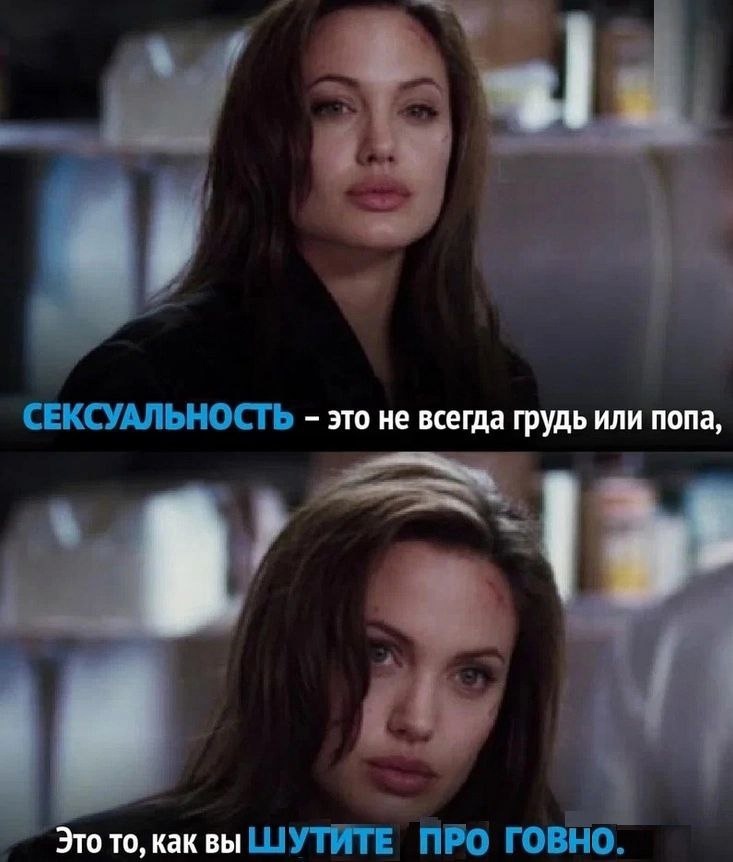 СЕКСУАЛЬНОСТЬ – это не всегда грудь или попа,
Это то, как вы ШУТИТЕ ПРО ГОВНО.